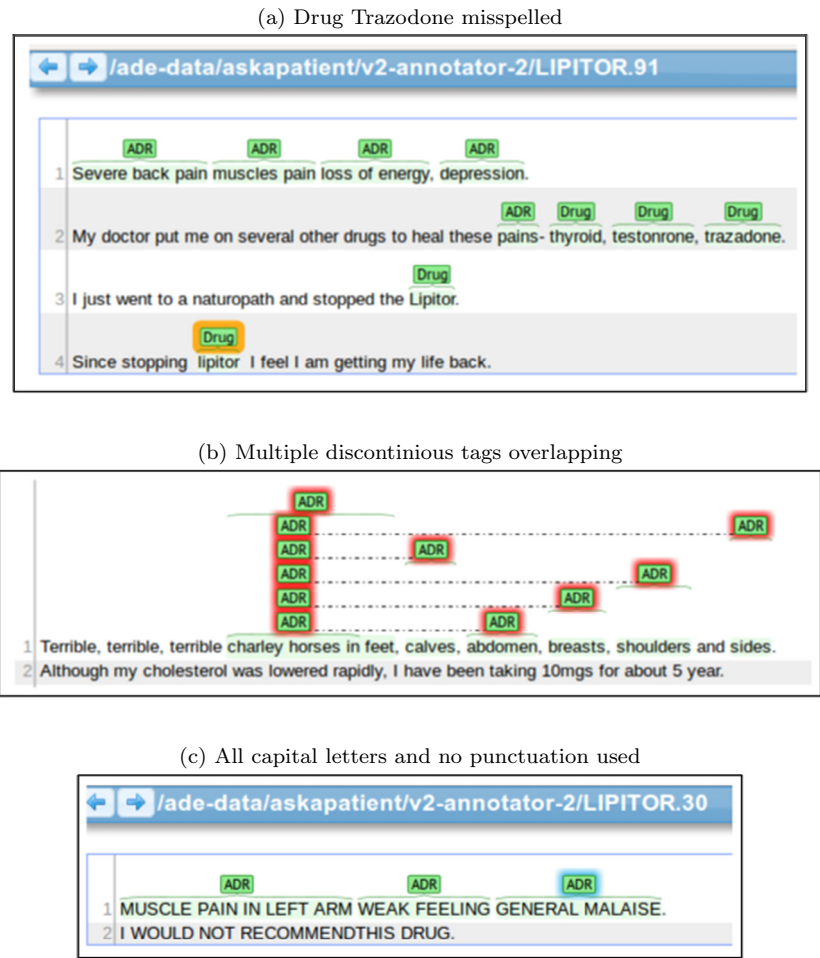 (a) Drug Trazodone misspelled
/ade-data/askapatient/v2-annotator-2/LIPITOR.91
ADR ADR ADR ADR
1 Severe back pain muscles pain loss of energy, depression.
ADR Drug Drug Drug
2 My doctor put me on several other drugs to heal these pains- thyroid, testonrone, trazadone.
Drug
3 I just went to a naturopath and stopped the Lipitor.
Drug
4 Since stopping lipitor I feel I am getting my life back.
(b) Multiple discontinious tags overlapping
ADR
ADR ADR
ADR ADR
ADR ADR
ADR ADR
ADR ADR
1 Terrible, terrible, terrible charley horses in feet, calves, abdomen, breasts, shoulders and sides.
2 Although my cholesterol was lowered rapidly, I have been taking 10mgs for about 5 year.
(c) All capital letters and no punctuation used
/ade-data/askapatient/v2-annotator-2/LIPITOR.30
ADR ADR ADR
1 MUSCLE PAIN IN LEFT ARM WEAK FEELING GENERAL MALAISE.
2 I WOULD NOT RECOMMENDTHIS DRUG.